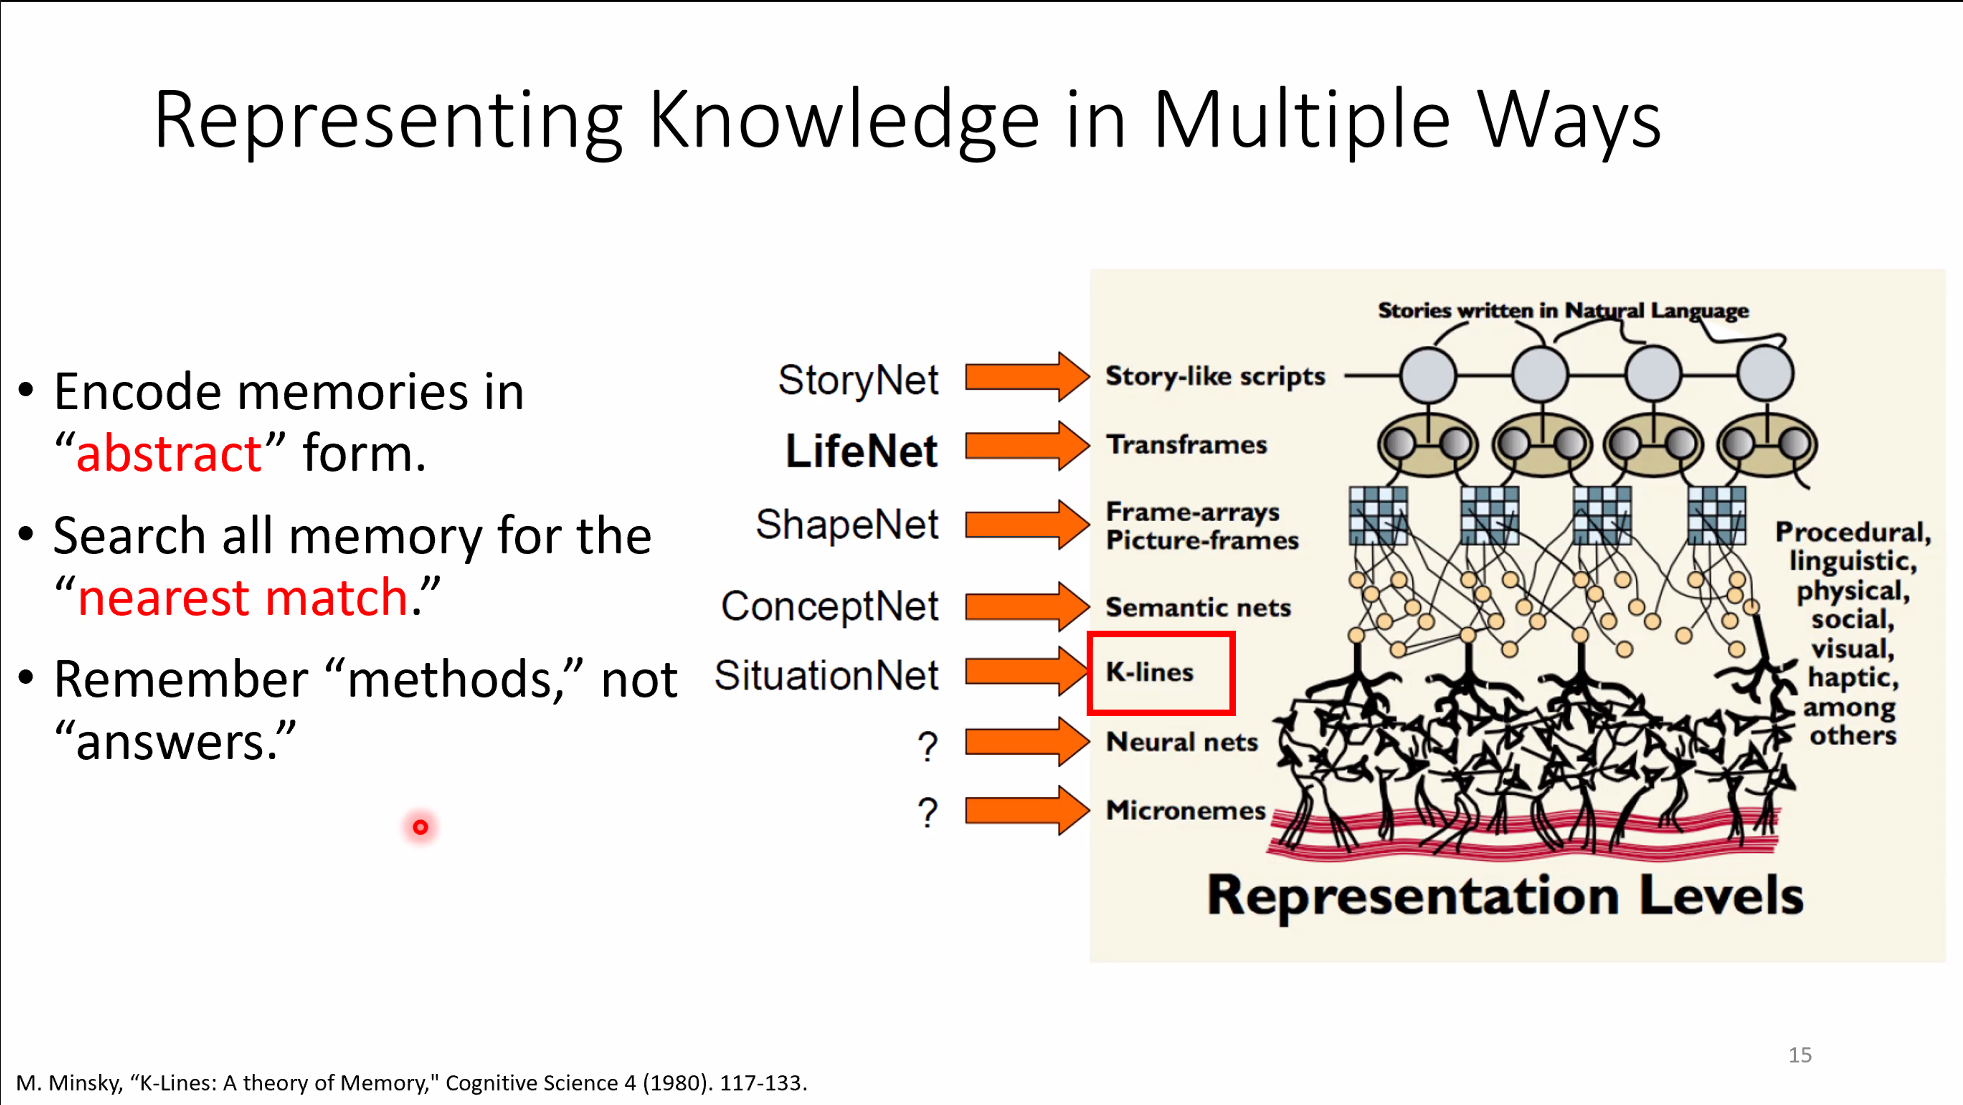 Representing Knowledge in Multiple Ways
• Encode memories in
“abstract” form.
• Search all memory for the
“nearest match.”
• Remember “methods,” not
“answers.”
StoryNet
LifeNet
ShapeNet
ConceptNet
SituationNet
?
?
Stories written in Natural Language
Story-like scripts
Transframes
Frame-arrays
Picture-frames
Semantic nets
K-lines
Neural nets
Micronemes
Procedural,
linguistic,
physical,
social,
visual,
haptic,
among
others
Representation Levels
15
M. Minsky, “K-Lines: A theory of Memory," Cognitive Science 4 (1980). 117-133.